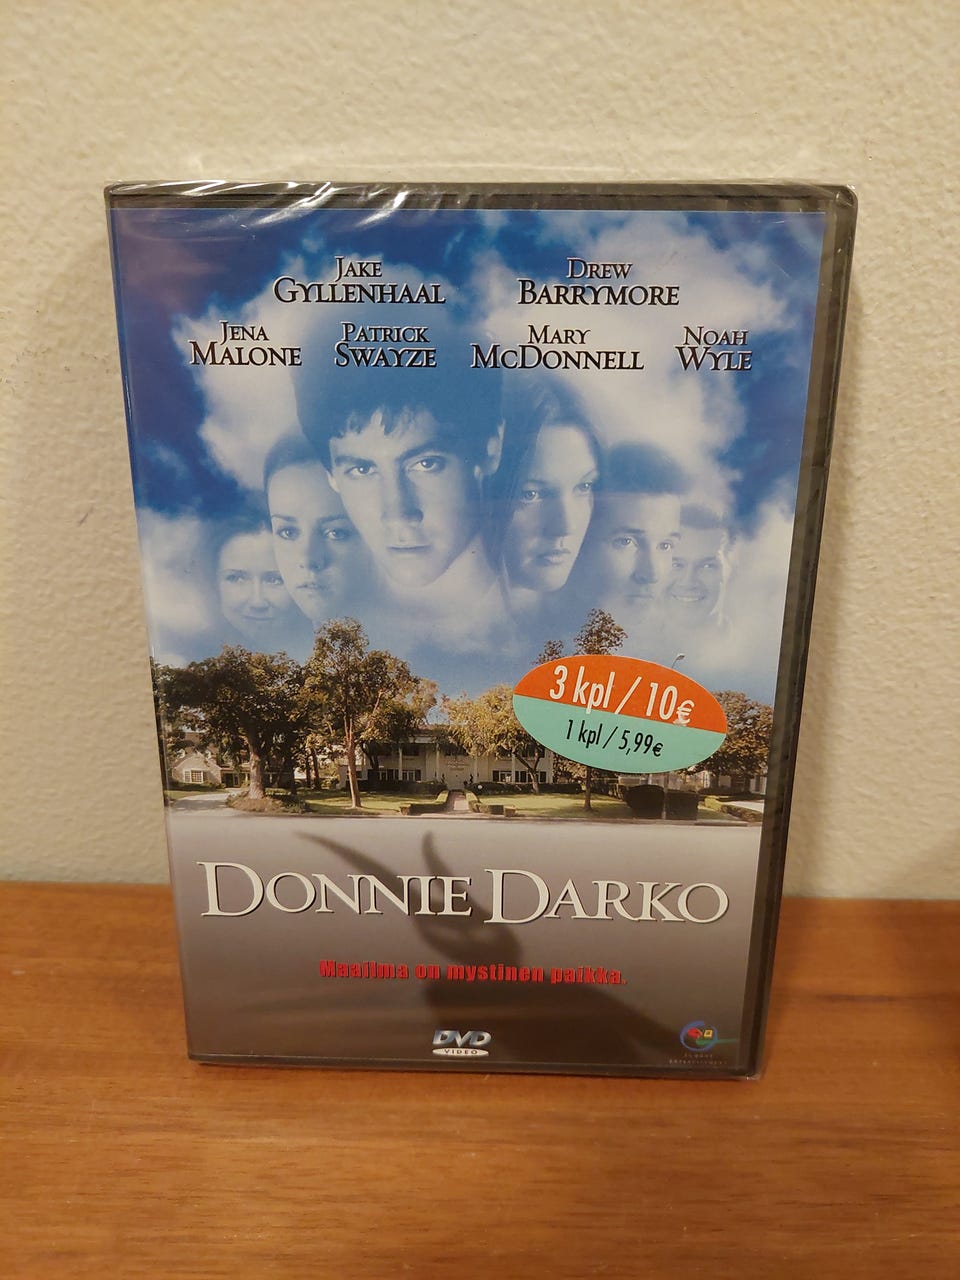 JAKE
GYLLENHAAL
DREW
BARRYMORE
JENA
MALONE
PATRICK
SWAYZE
MARY
MCDONNELL
NOAH
WYLE
3 kpl / 10€
1 kpl / 5,99€
DONNIE DARKO
Maailma on mystinen paikka.
DVD
VIDEO